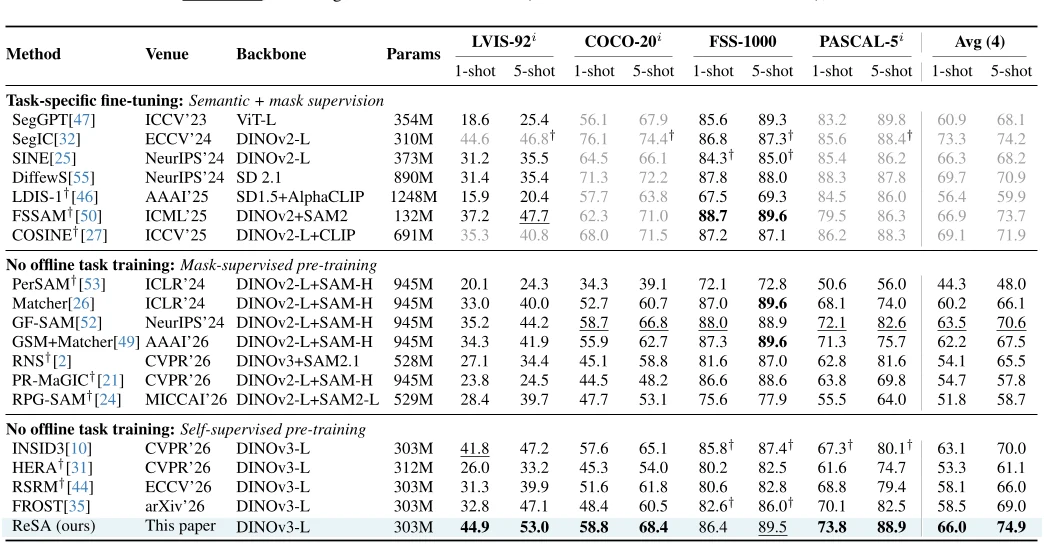 LVIS-92i COCO-20i FSS-1000 PASCAL-5i Avg (4)
Method Venue Backbone Params
1-shot 5-shot 1-shot 5-shot 1-shot 5-shot 1-shot 5-shot 1-shot 5-shot
Task-specific fine-tuning: Semantic + mask supervision
SegGPT[47] ICCV'23 ViT-L 354M 18.6 25.4 56.1 67.9 85.6 89.3 83.2 89.8 60.9 68.1
SegIC[32] ECCV'24 DINOv2-L 310M 44.6 46.8† 76.1 74.4† 86.8 87.3† 85.6 88.4† 73.3 74.2
SINE[25] NeurIPS'24 DINOv2-L 373M 31.2 35.5 64.5 66.1 84.3† 85.0† 85.4 86.2 66.3 68.2
DiffewS[55] NeurIPS'24 SD 2.1 890M 31.4 35.4 71.3 72.2 87.8 88.0 88.3 87.8 69.7 70.9
LDIS-1†[46] AAAI'25 SD1.5+AlphaCLIP 1248M 15.9 20.4 57.7 63.8 67.5 69.3 84.5 86.0 56.4 59.9
FSSAM†[50] ICML'25 DINOv2+SAM2 132M 37.2 47.7 62.3 71.0 88.7 89.6 79.5 86.3 66.9 73.7
COSINE†[27] ICCV'25 DINOv2-L+CLIP 691M 35.3 40.8 68.0 71.5 87.2 87.1 86.2 88.3 69.1 71.9
No offline task training: Mask-supervised pre-training
PerSAM†[53] ICLR'24 DINOv2-L+SAM-H 945M 20.1 24.3 34.3 39.1 72.1 72.8 50.6 56.0 44.3 48.0
Matcher[26] ICLR'24 DINOv2-L+SAM-H 945M 33.0 40.0 52.7 60.7 87.0 89.6 68.1 74.0 60.2 66.1
GF-SAM[52] NeurIPS'24 DINOv2-L+SAM-H 945M 35.2 44.2 58.7 66.8 88.0 88.9 72.1 82.6 63.5 70.6
GSM+Matcher[49] AAAI'26 DINOv2-L+SAM-H 945M 34.3 41.9 55.9 62.7 87.3 89.6 71.3 75.7 62.2 67.5
RNS†[2] CVPR'26 DINOv3+SAM2.1 528M 27.1 34.4 45.1 58.8 81.6 87.0 62.8 81.6 54.1 65.5
PR-MaGIC†[21] CVPR'26 DINOv2-L+SAM-H 945M 23.8 24.5 44.5 48.2 86.6 88.6 63.8 69.8 54.7 57.8
RPG-SAM†[24] MICCAI'26 DINOv2-L+SAM2-L 529M 28.4 39.7 47.7 53.1 75.6 77.9 55.5 64.0 51.8 58.7
No offline task training: Self-supervised pre-training
INSID3[10] CVPR'26 DINOv3-L 303M 41.8 47.2 57.6 65.1 85.8† 87.4† 67.3† 80.1† 63.1 70.0
HERA†[31] CVPR'26 DINOv3-L 312M 26.0 33.2 45.3 54.0 80.2 82.5 61.6 74.7 53.3 61.1
RSRM†[44] ECCV'26 DINOv3-L 303M 31.3 39.9 51.6 61.8 80.6 82.8 68.8 79.4 58.1 66.0
FROST[35] arXiv'26 DINOv3-L 303M 32.8 47.1 48.4 60.5 82.6† 86.0† 70.1 82.5 58.5 69.0
ReSA (ours) This paper DINOv3-L 303M 44.9 53.0 58.8 68.4 86.4 89.5 73.8 88.9 66.0 74.9